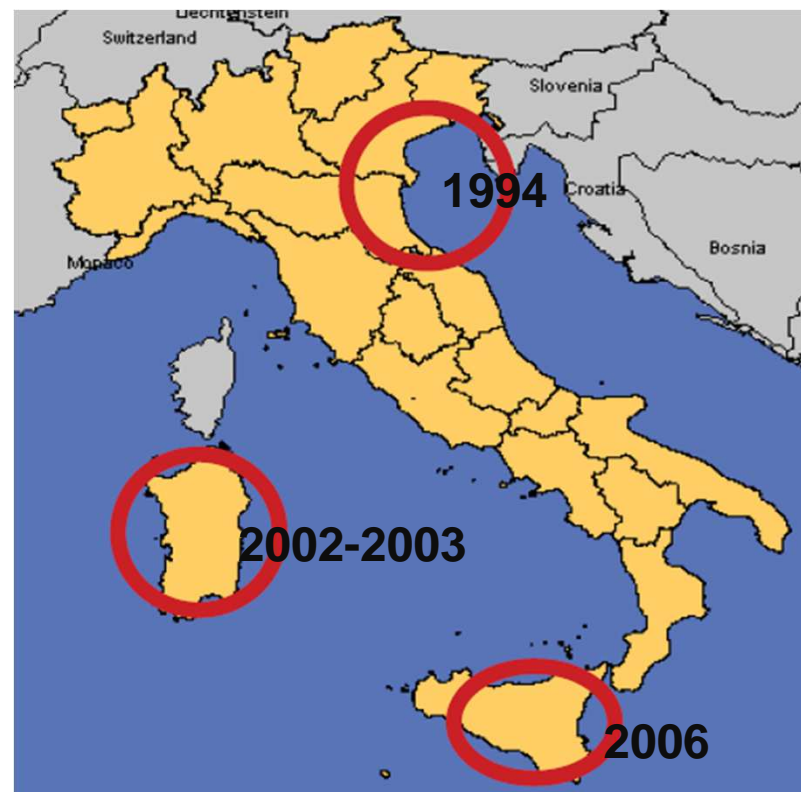 Liechtenstein
Switzerland
Slovenia
1994
Croatia
Bosnia
Monaco
2002-2003
2006